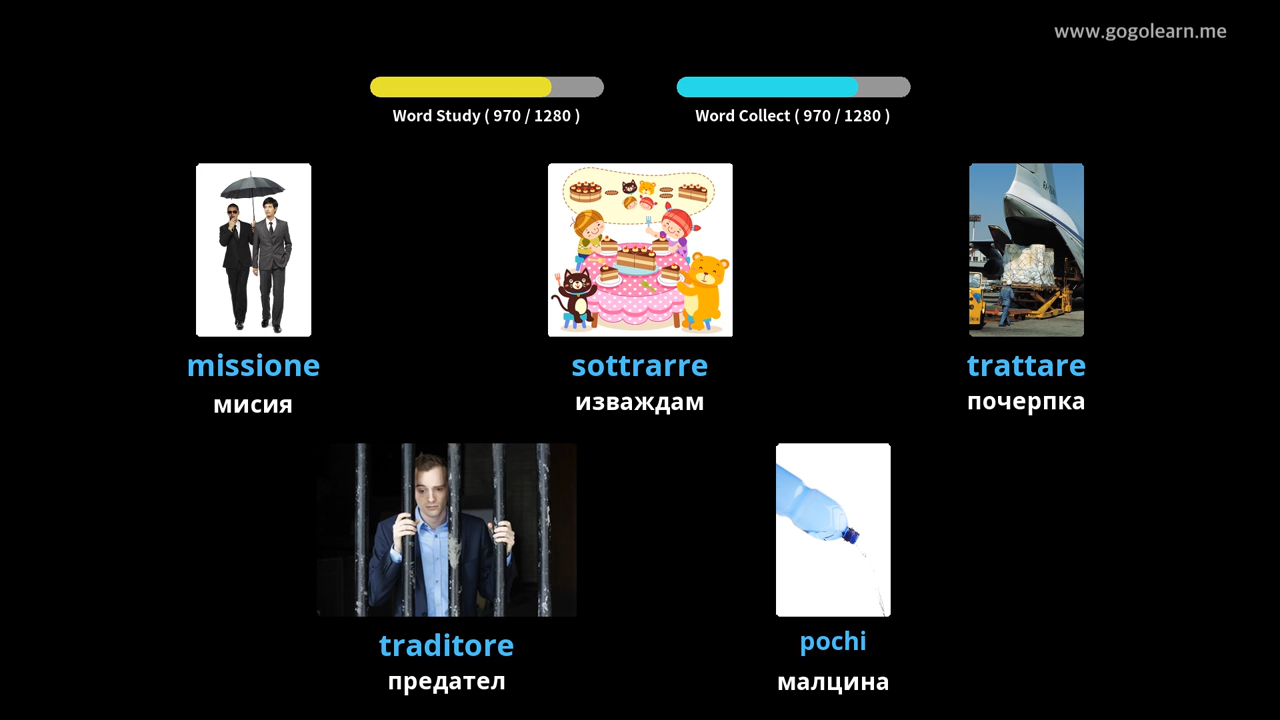 www.gogolearn.me
Word Study ( 970 / 1280 )
Word Collect ( 970 / 1280 )
missione
мисия
sottrarre
изваждам
trattare
почерпка
traditore
предател
pochi
малцина